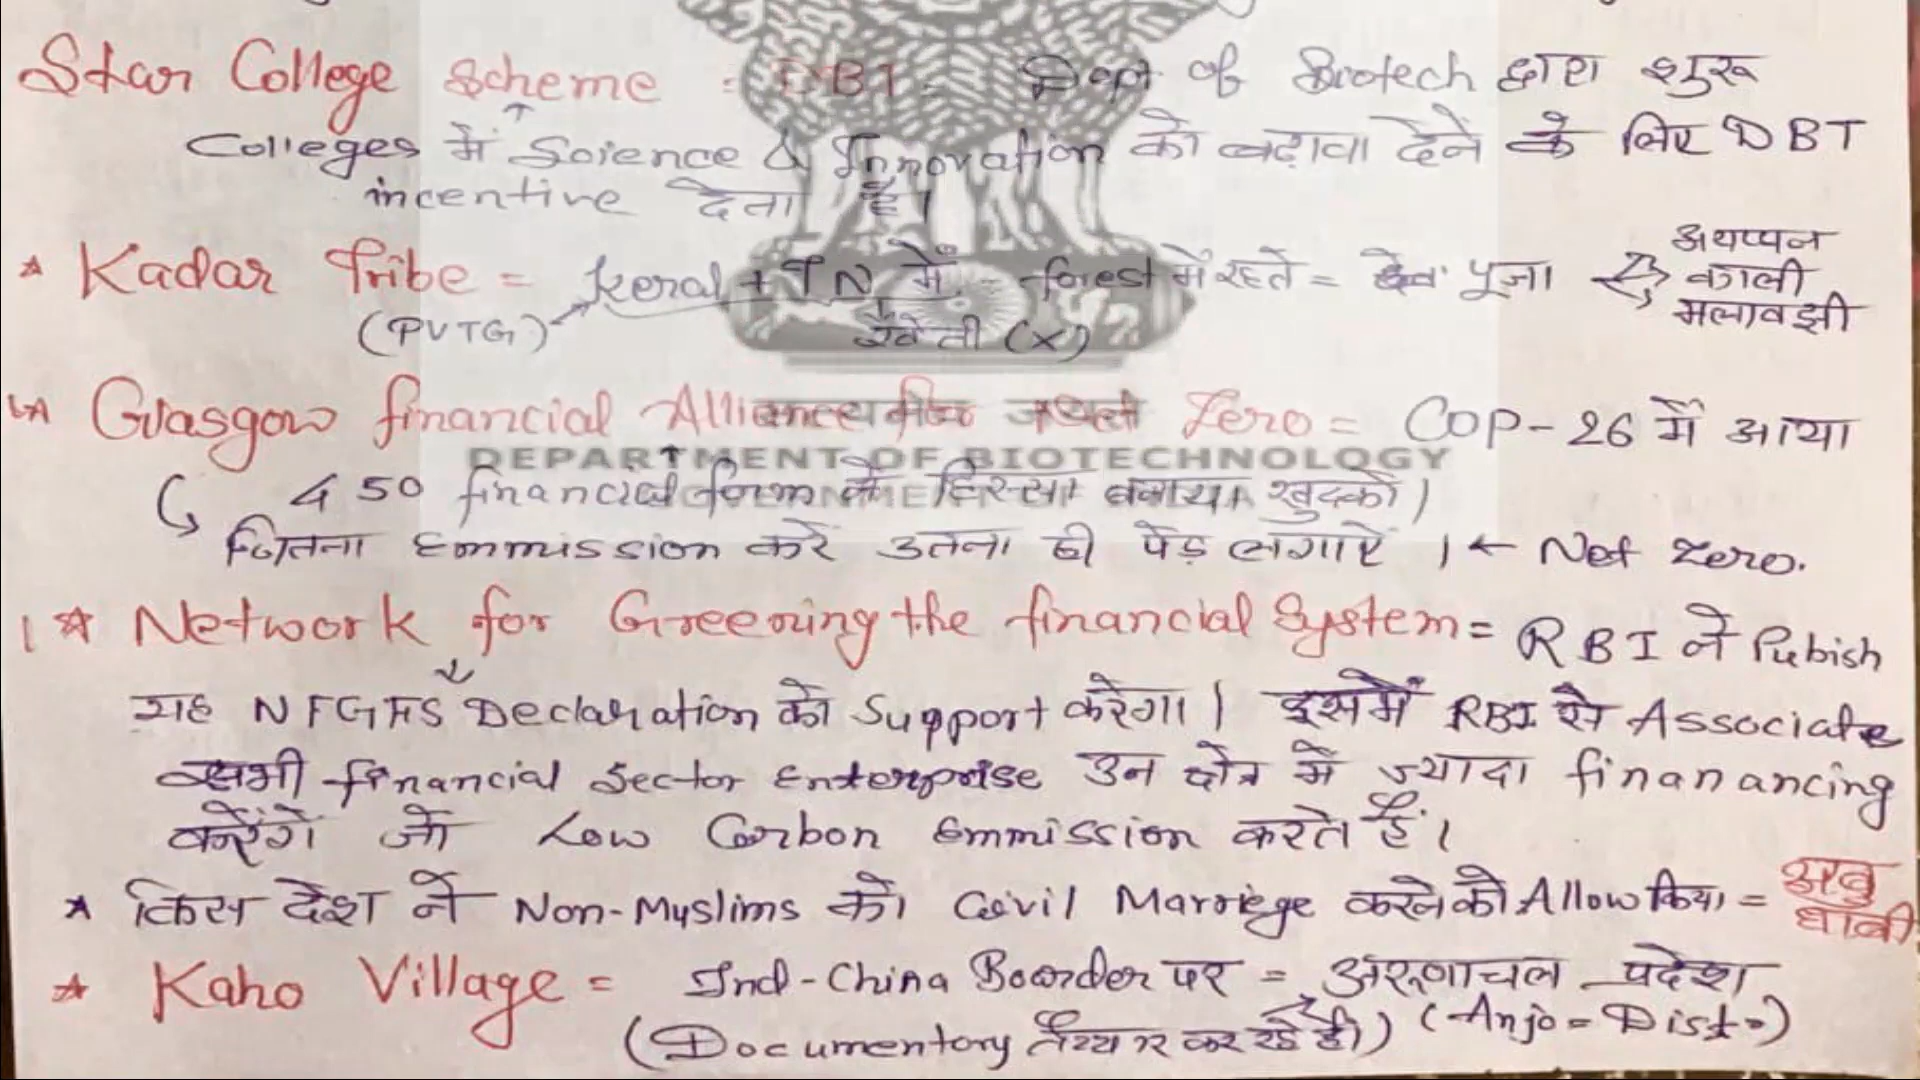 Star College Scheme = DBT = Dept of Biotech द्वारा शुरू
Colleges में Science & Innovation को बढ़ावा देने के लिए DBT
incentive देता है।
* Kadar Tribe = Keral + TN में - forest में रहते = देव पूजा
अयप्पन
काली
मलावझी
(PVTG)
खेती (X)
Glasgow financial Alliance for Net Zero = COP-26 में आया
DEPARTMENT OF BIOTECHNOLOGY
450 financial firm ने हिस्सा बनाया खुदको।
जितना Emmission करें उतना ही पेड़ लगाऐं। ← Net Zero.
* Network for Greening the financial System = RBI ने Pubish
यह NFGFS Declaration को Support करेगा। इसमें RBI से Associate
सभी financial Sector Enterprise उन क्षेत्र में ज्यादा finanancing
करेंगे जो Low Carbon Emmission करते हैं।
* किस देश ने Non-Muslims को Civil Marriege करने को Allow किया =
अबु
धाबी
* Kaho Village = Ind-China Boarder पर = अरूणाचल प्रदेश
(Documentory तैय्यार कर रहे है।) (Anjo = Dist.)